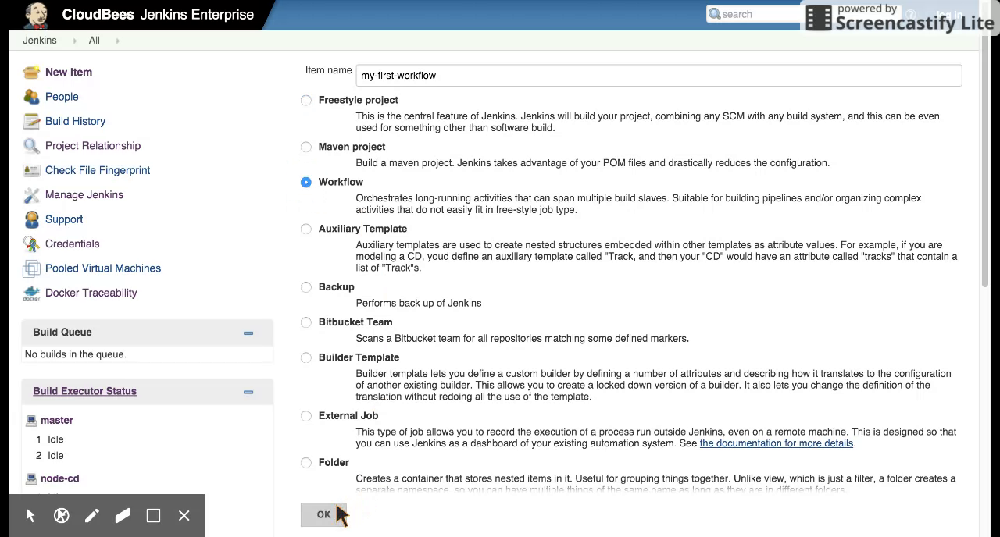 CloudBees Jenkins Enterprise
search
log in
powered by
Screencastify Lite
Jenkins
All
New Item
People
Build History
Project Relationship
Check File Fingerprint
Manage Jenkins
Support
Credentials
Pooled Virtual Machines
docker
Docker Traceability
Build Queue
No builds in the queue.
Build Executor Status
master
1 Idle
2 Idle
node-cd
Item name
my-first-workflow
Freestyle project
This is the central feature of Jenkins. Jenkins will build your project, combining any SCM with any build system, and this can be even
used for something other than software build.
Maven project
Build a maven project. Jenkins takes advantage of your POM files and drastically reduces the configuration.
Workflow
Orchestrates long-running activities that can span multiple build slaves. Suitable for building pipelines and/or organizing complex
activities that do not easily fit in free-style job type.
Auxiliary Template
Auxiliary templates are used to create nested structures embedded within other templates as attribute values. For example, if you are
modeling a CD, youd define an auxiliary template called "Track, and then your "CD" would have an attribute called "tracks" that contain a
list of "Track"s.
Backup
Performs back up of Jenkins
Bitbucket Team
Scans a Bitbucket team for all repositories matching some defined markers.
Builder Template
Builder template lets you define a custom builder by defining a number of attributes and describing how it translates to the configuration
of another existing builder. This allows you to create a locked down version of a builder. It also lets you change the definition of the
translation without redoing all the use of the template.
External Job
This type of job allows you to record the execution of a process run outside Jenkins, even on a remote machine. This is designed so that
you can use Jenkins as a dashboard of your existing automation system. See the documentation for more details.
Folder
Creates a container that stores nested items in it. Useful for grouping things together. Unlike view, which is just a filter, a folder creates a
separate namespace, so you can have multiple things of the same name as long as they are in different folders.
OK